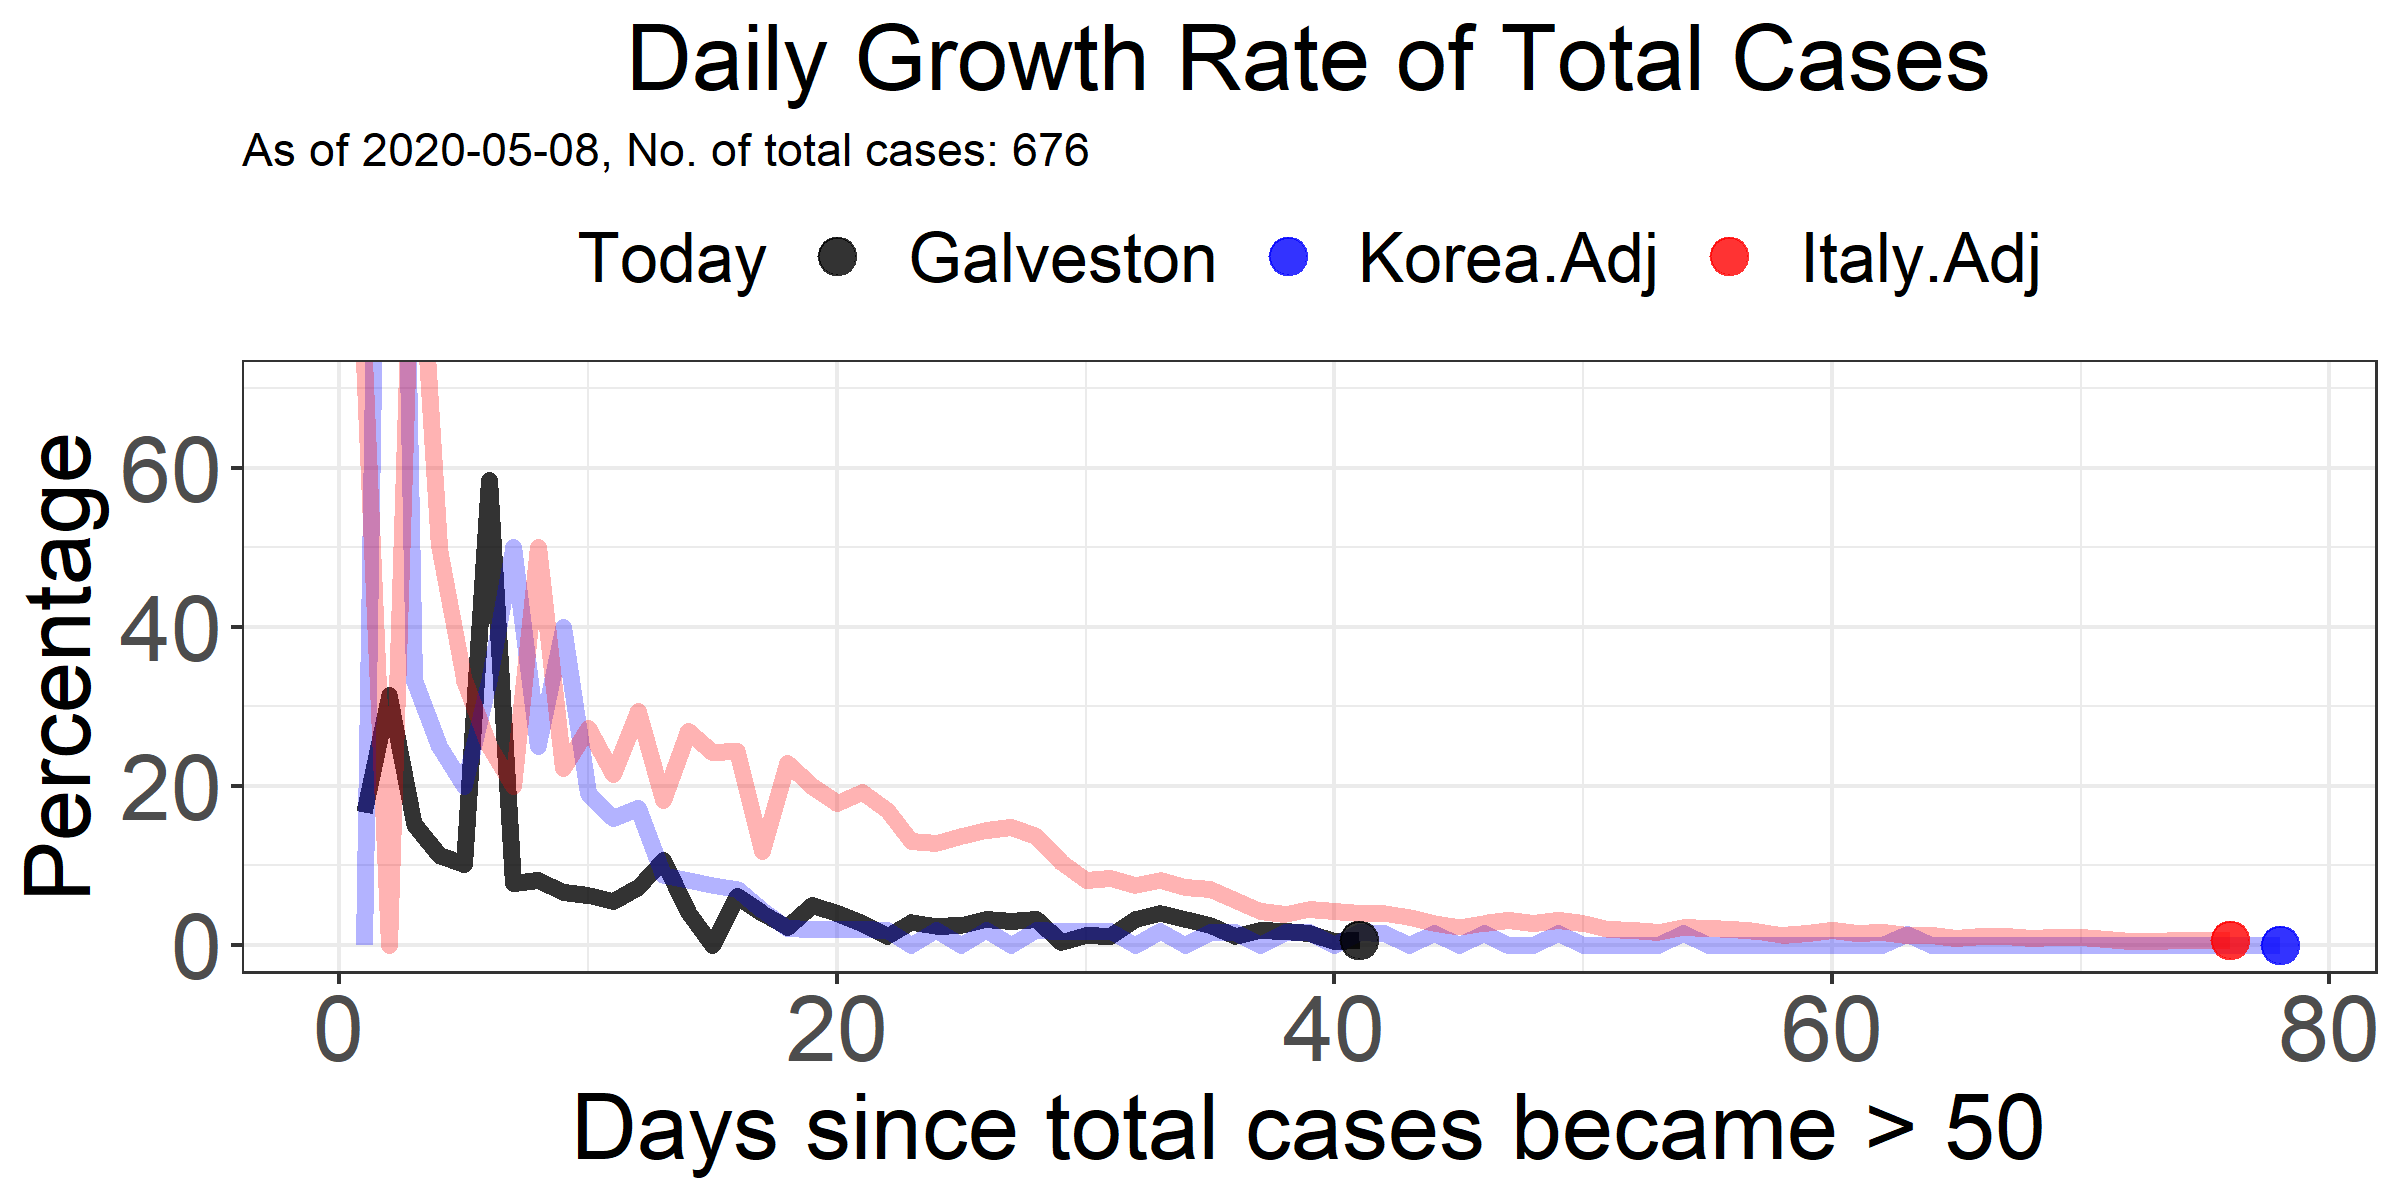 Daily Growth Rate of Total Cases
As of 2020-05-08, No. of total cases: 676
Today Galveston Korea.Adj Italy.Adj
Percentage
60
40
20
0
0 20 40 60 80
Days since total cases became > 50